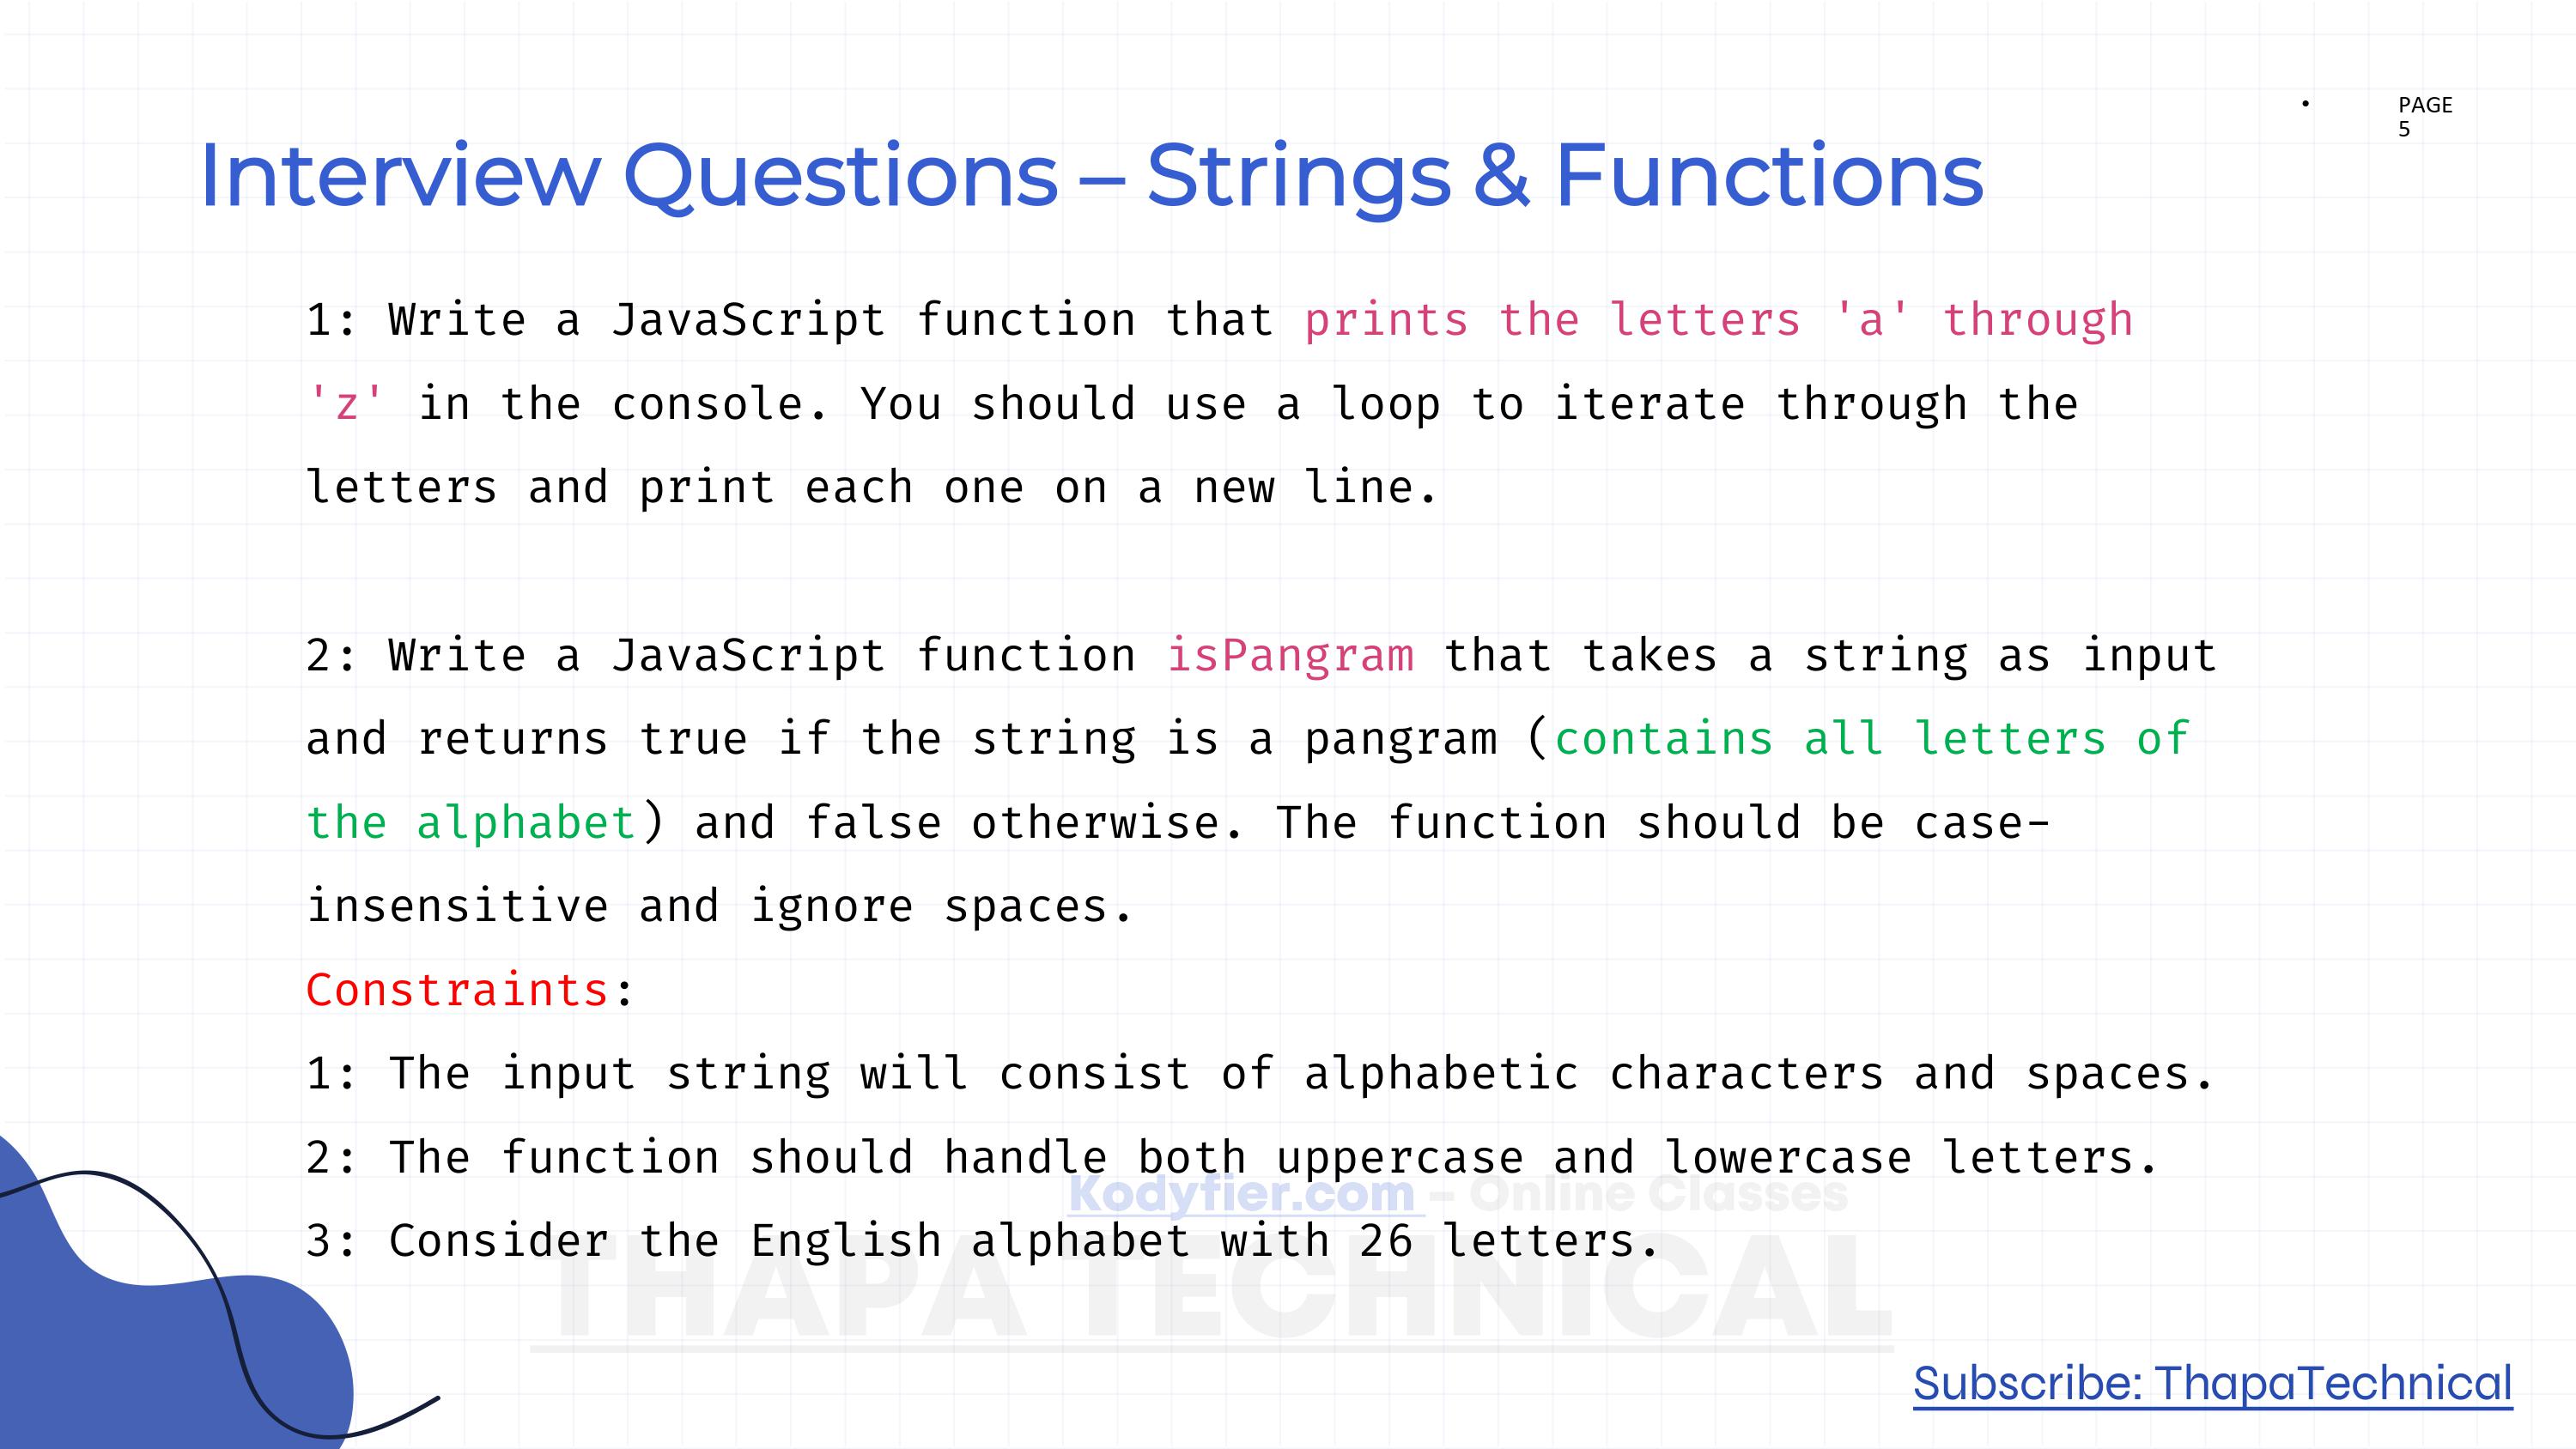 PAGE
5
Interview Questions – Strings & Functions
1: Write a JavaScript function that prints the letters 'a' through
'z' in the console. You should use a loop to iterate through the
letters and print each one on a new line.
2: Write a JavaScript function isPangram that takes a string as input
and returns true if the string is a pangram (contains all letters of
the alphabet) and false otherwise. The function should be case-
insensitive and ignore spaces.
Constraints:
1: The input string will consist of alphabetic characters and spaces.
2: The function should handle both uppercase and lowercase letters.
Kodyfier.com – Online Classes
3: Consider the English alphabet with 26 letters.
THAPA TECHNICAL
Subscribe: ThapaTechnical